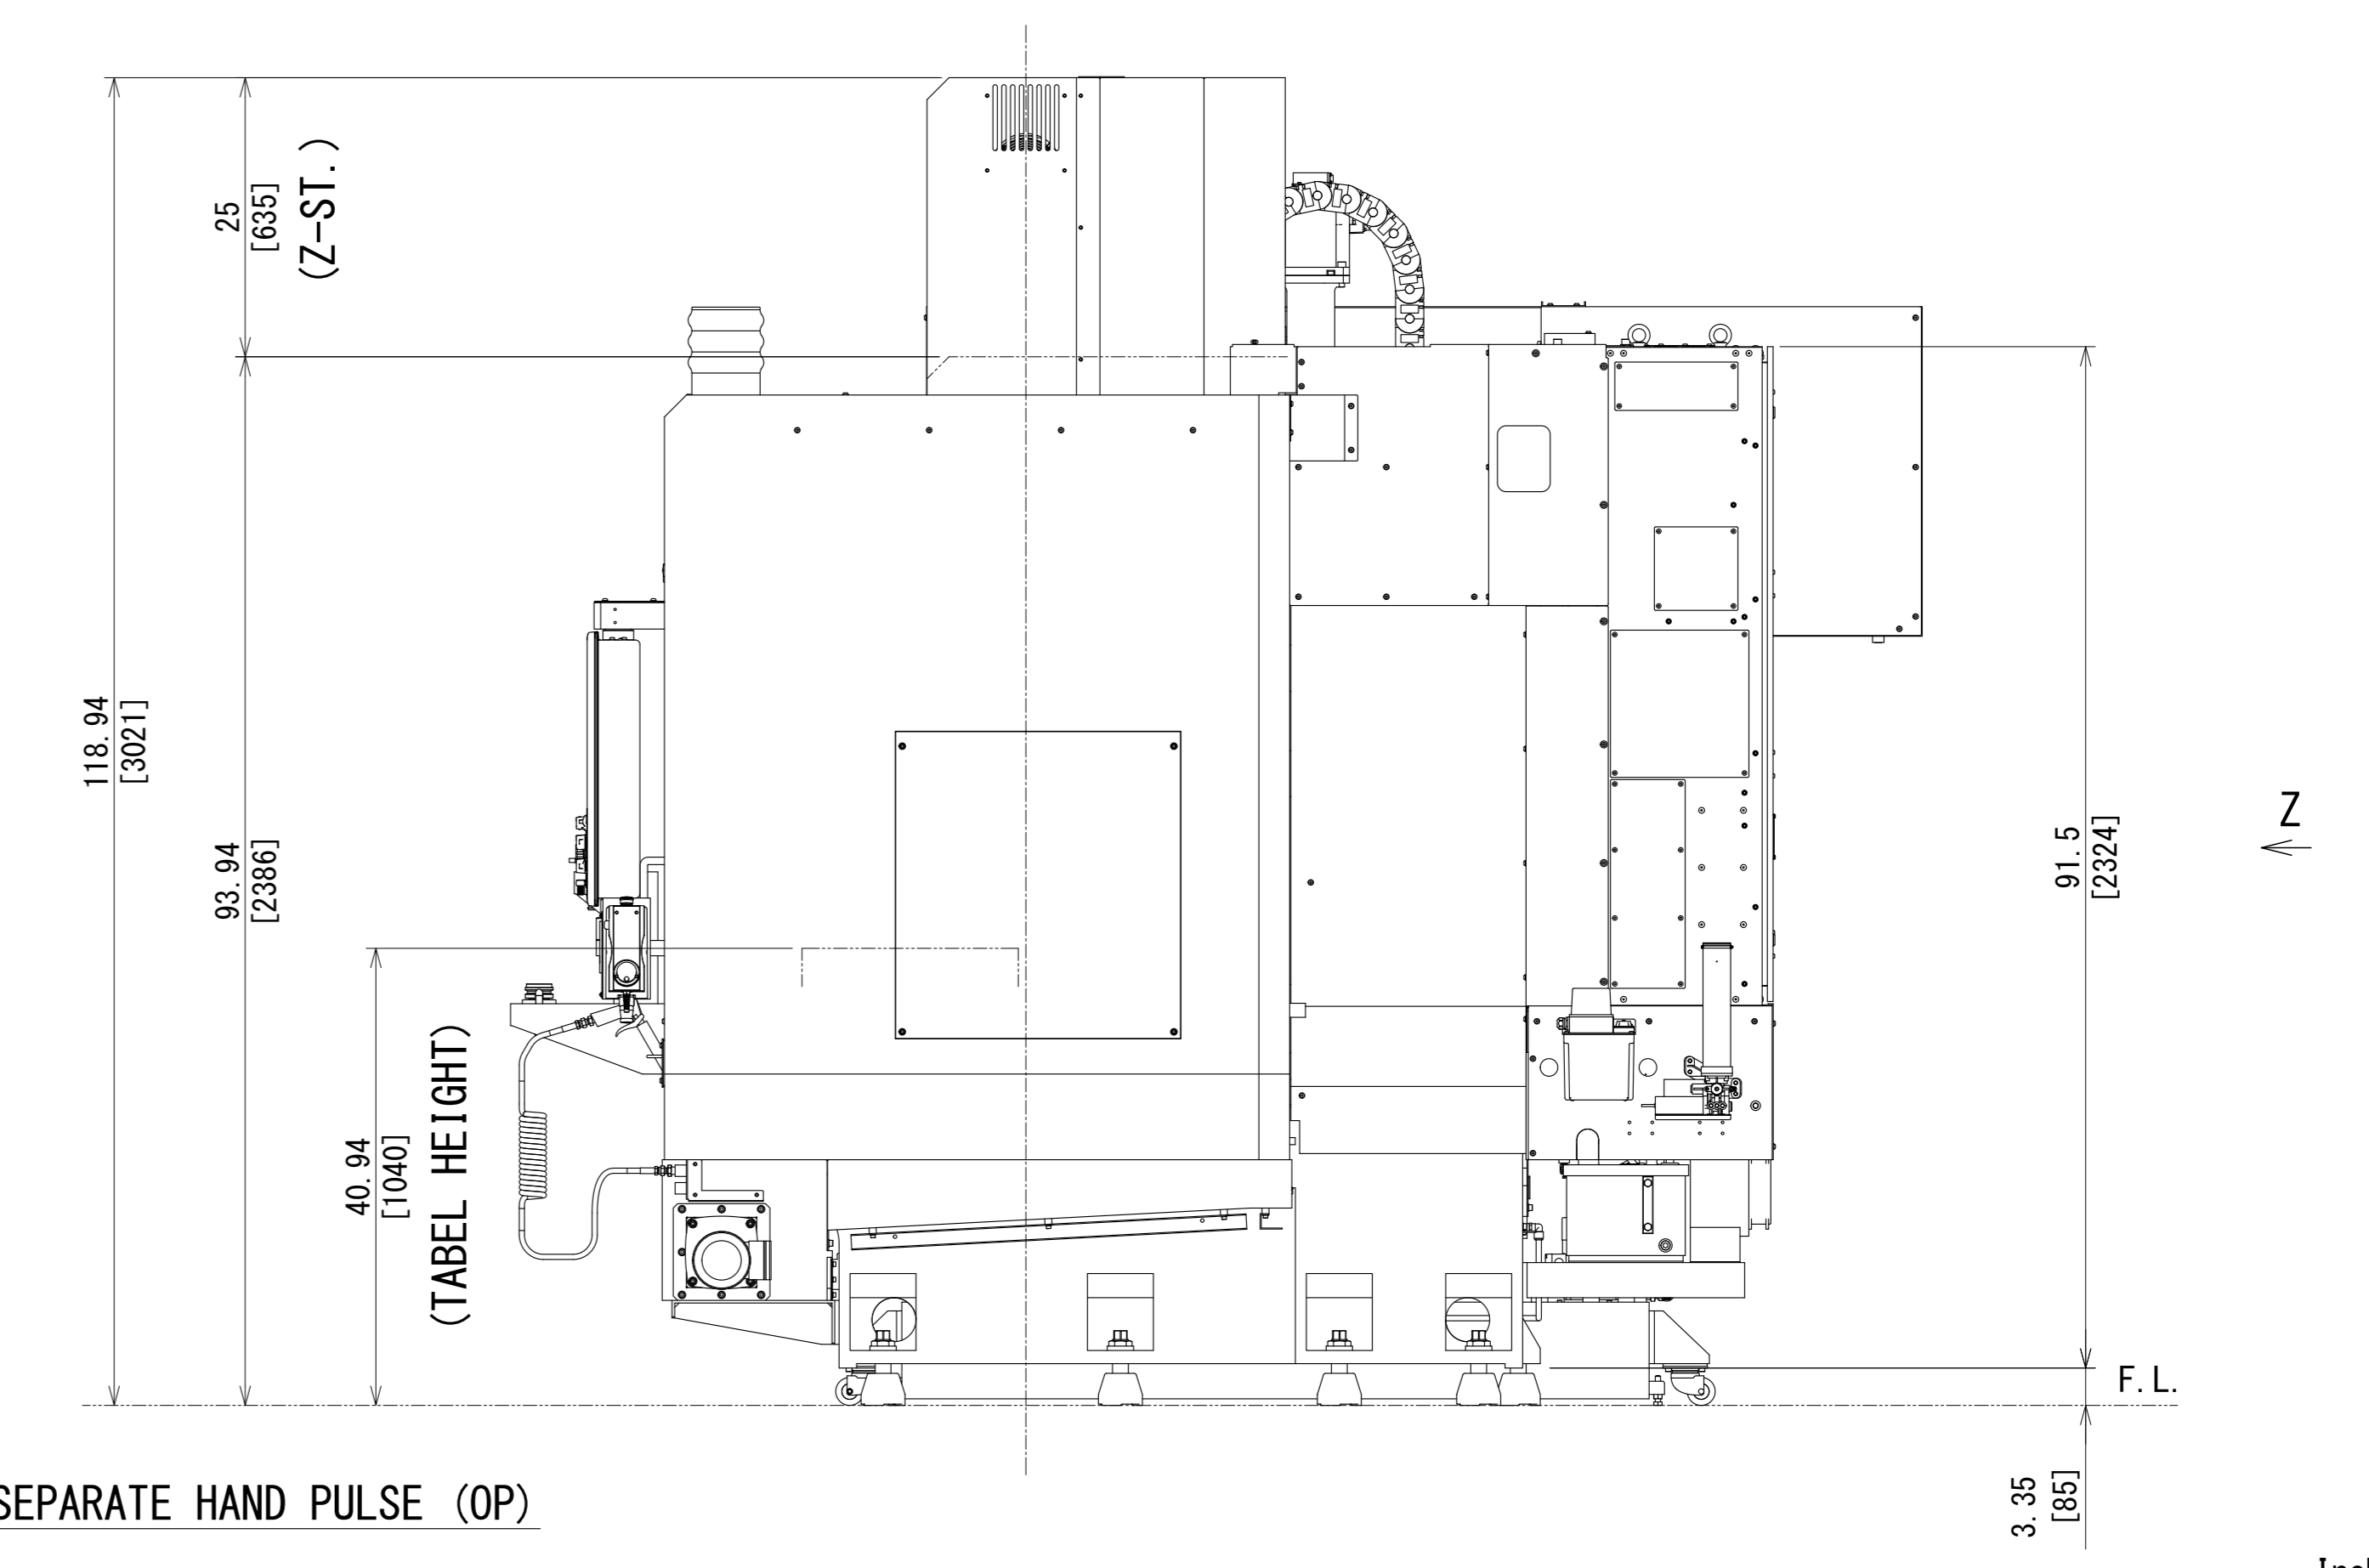 25
[635]
(Z-ST.)
118.94
[3021]
93.94
[2386]
40.94
[1040]
(TABEL HEIGHT)
91.5
[2324]
Z
F.L.
3.35
[85]
SEPARATE HAND PULSE (OP)